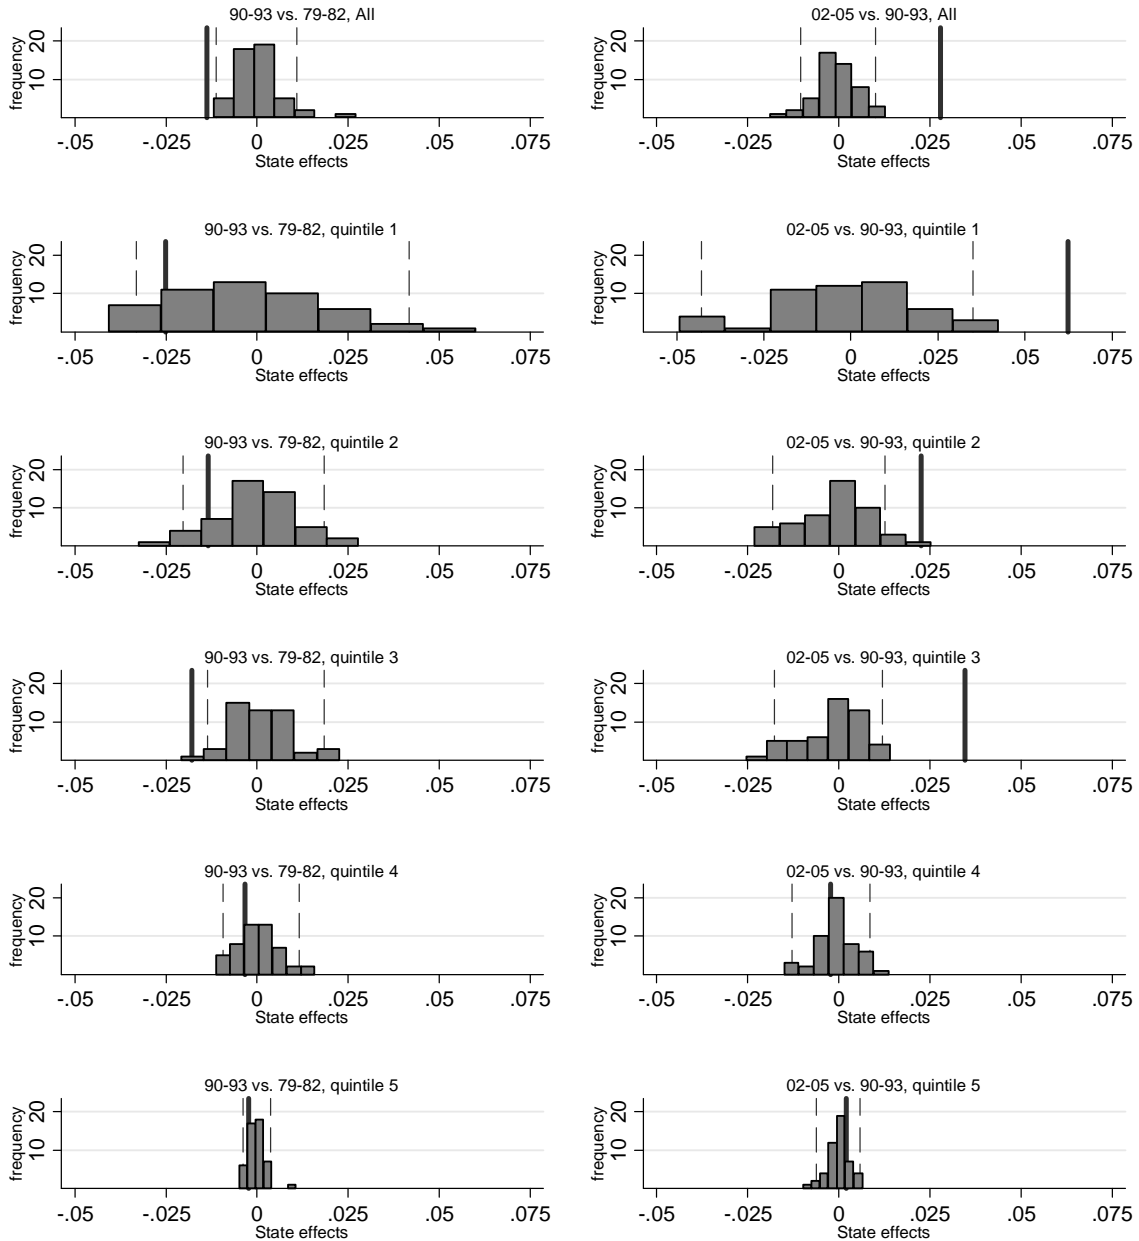 90-93 vs. 79-82, All
frequency
10 20
-.05 -.025 0 .025 .05 .075
State effects
02-05 vs. 90-93, All
frequency
10 20
-.05 -.025 0 .025 .05 .075
State effects
90-93 vs. 79-82, quintile 1
frequency
10 20
-.05 -.025 0 .025 .05 .075
State effects
02-05 vs. 90-93, quintile 1
frequency
10 20
-.05 -.025 0 .025 .05 .075
State effects
90-93 vs. 79-82, quintile 2
frequency
10 20
-.05 -.025 0 .025 .05 .075
State effects
02-05 vs. 90-93, quintile 2
frequency
10 20
-.05 -.025 0 .025 .05 .075
State effects
90-93 vs. 79-82, quintile 3
frequency
10 20
-.05 -.025 0 .025 .05 .075
State effects
02-05 vs. 90-93, quintile 3
frequency
10 20
-.05 -.025 0 .025 .05 .075
State effects
90-93 vs. 79-82, quintile 4
frequency
10 20
-.05 -.025 0 .025 .05 .075
State effects
02-05 vs. 90-93, quintile 4
frequency
10 20
-.05 -.025 0 .025 .05 .075
State effects
90-93 vs. 79-82, quintile 5
frequency
10 20
-.05 -.025 0 .025 .05 .075
State effects
02-05 vs. 90-93, quintile 5
frequency
10 20
-.05 -.025 0 .025 .05 .075
State effects